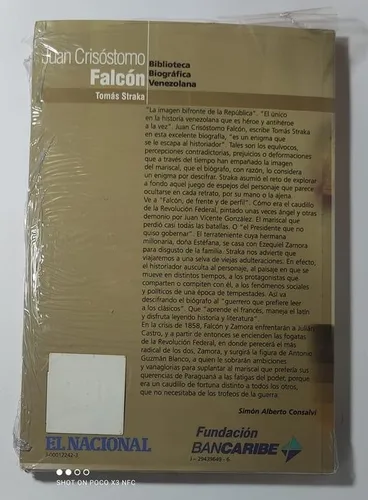 Juan Crisóstomo
Falcón
Tomás Straka
Biblioteca
Biográfica
Venezolana
"La imagen bifronte de la República". "El único
en la historia venezolana que es héroe y antihéroe
a la vez". Juan Crisóstomo Falcón, escribe Tomás Straka
en esta excelente biografía, "es un enigma que
se le escapa al historiador". Tales son los equívocos,
percepciones contradictorias, prejuicios o deformaciones
que a través del tiempo han empañado la imagen
del mariscal, que el biógrafo, con razón, lo considera
un enigma por descifrar. Straka asumió el reto de explorar
a fondo aquel juego de espejos del personaje que parece
ocultarse en cada retrato, por su mano o la ajena.
Ve a "Falcón, de frente y de perfil". Cómo era el caudillo
de la Revolución Federal, pintado unas veces ángel y otras
demonio por Juan Vicente González. El mariscal que
perdió casi todas las batallas. O "el Presidente que no
quiso gobernar". El terrateniente cuya hermana
millonaria, doña Estéfana, se casa con Ezequiel Zamora
para disgusto de la familia. Straka nos advierte que
viajaremos a una selva de viejas adulteraciones. En efecto,
el historiador ausculta al personaje, al paisaje en que se
mueve en distintos tiempos, a los protagonistas que
comparten o compiten con él, a los fenómenos sociales
y políticos de una época de tempestades. Así va
descifrando el biógrafo al "guerrero que prefiere leer
a los clásicos". Que "aprende el francés, maneja el latín
y disfruta leyendo historia y literatura".
En la crisis de 1858, Falcón y Zamora enfrentarán a Julián
Castro, y a partir de entonces se encienden las fogatas
de la Revolución Federal, en donde perecerá el más
radical de los dos, Zamora, y surgirá la figura de Antonio
Guzmán Blanco, a quien le sobrarán ambiciones
y vanaglorias para suplantar al mariscal que prefería sus
querencias de Paraguaná a las fatigas del poder, porque
era un caudillo de fortuna distinto a todos los otros,
que no necesitaba de los trofeos de la guerra.
Simón Alberto Consalvi
EL NACIONAL
Fundación
BANCARIBE
SHOT ON POCO X3 NFC